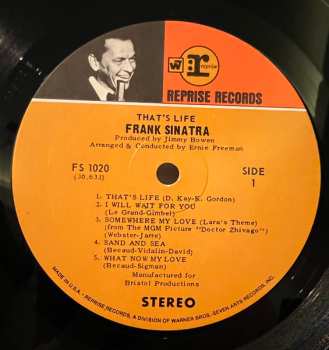 W7
r:
reprise
REPRISE RECORDS
THAT'S LIFE
FRANK SINATRA
Produced by Jimmy Bowen
Arranged & Conducted by Ernie Freeman
FS 1020
(30,631)
SIDE
1
1. THAT'S LIFE (D. Kay-K. Gordon)
2. I WILL WAIT FOR YOU
(Le Grand-Gimbel)
3. SOMEWHERE MY LOVE (Lara's Theme)
(from The MGM Picture "Doctor Zhivago")
(Webster-Jarre)
4. SAND AND SEA
(Becaud-Vidalin-David)
5. WHAT NOW MY LOVE
(Becaud-Sigman)
Manufactured for
Bristol Productions
STEREO
MADE IN U.S.A. - REPRISE RECORDS, A DIVISION OF WARNER BROS.-SEVEN ARTS RECORDS, INC.